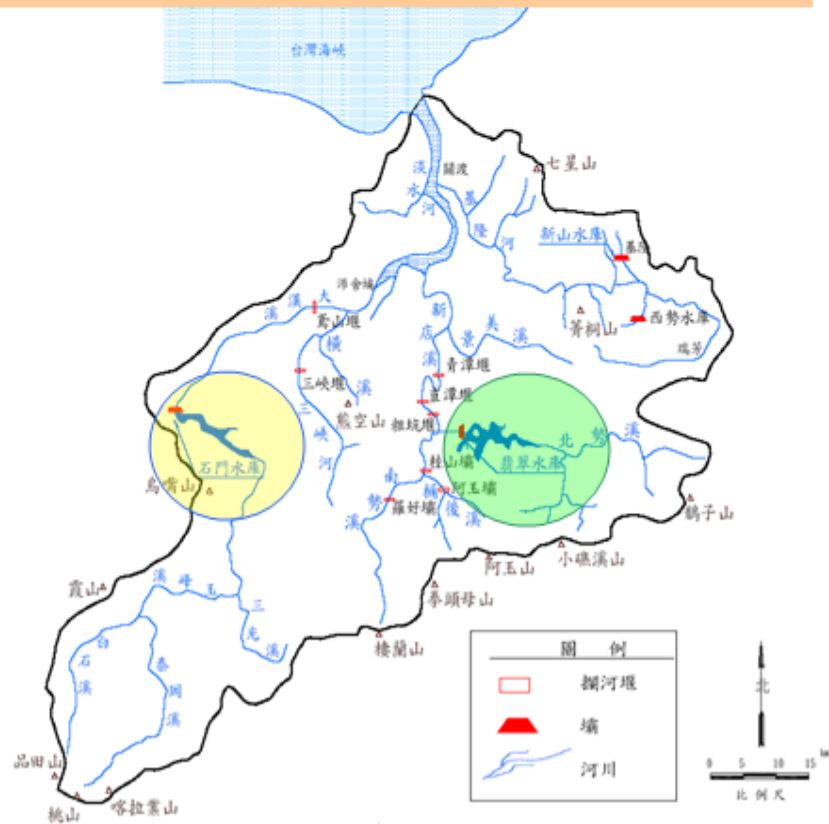 台灣海峽
七星山
關渡
淡水河
基隆河
新山水庫
基隆
西勢水庫
菁桐山
瑞芳
大溪溪
鳶山堰
新店溪
景美溪
橫溪
青潭堰
三峽堰
直潭堰
熊空山
粗坑堰
三峽河
北勢溪
石門水庫
翡翠水庫
桂山壩
鳥嘴山
南勢溪
阿玉壩
桶後溪
羅好壩
鷂子山
小礁溪山
阿玉山
拳頭母山
霞山
玉峰溪
三光溪
棲蘭山
白石溪
泰岡溪
品田山
桃山
喀拉業山
圖 例
攔河堰
壩
河川
北
km
0 5 10 15
比例尺